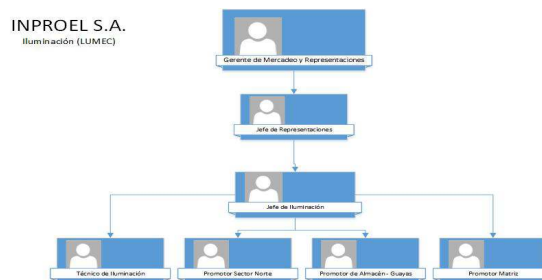 INPROEL S.A.
Iluminación (LUMEC)
Gerente de Mercadeo y Representaciones
Jefe de Representaciones
Jefe de Iluminación
Técnico de Iluminación
Promotor Sector Norte
Promotor de Almacén - Guayas
Promotor Matriz